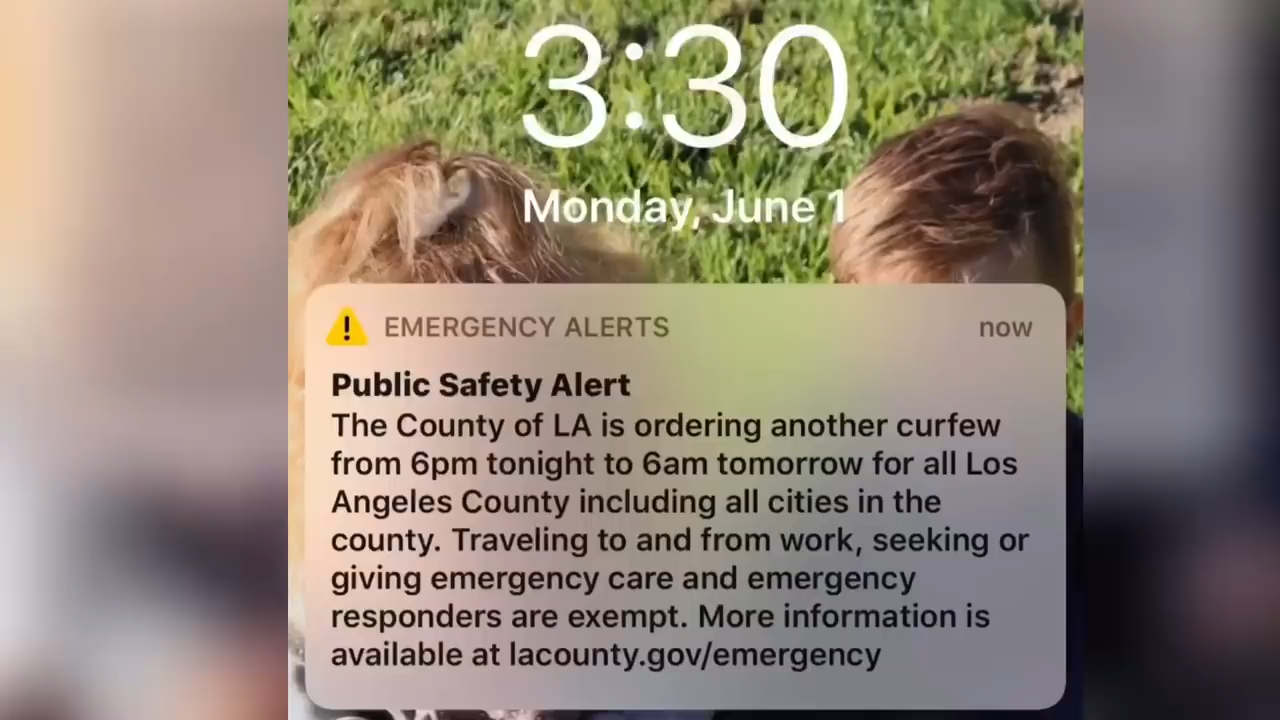 3:30
Monday, June 1
EMERGENCY ALERTS now
Public Safety Alert
The County of LA is ordering another curfew
from 6pm tonight to 6am tomorrow for all Los
Angeles County including all cities in the
county. Traveling to and from work, seeking or
giving emergency care and emergency
responders are exempt. More information is
available at lacounty.gov/emergency